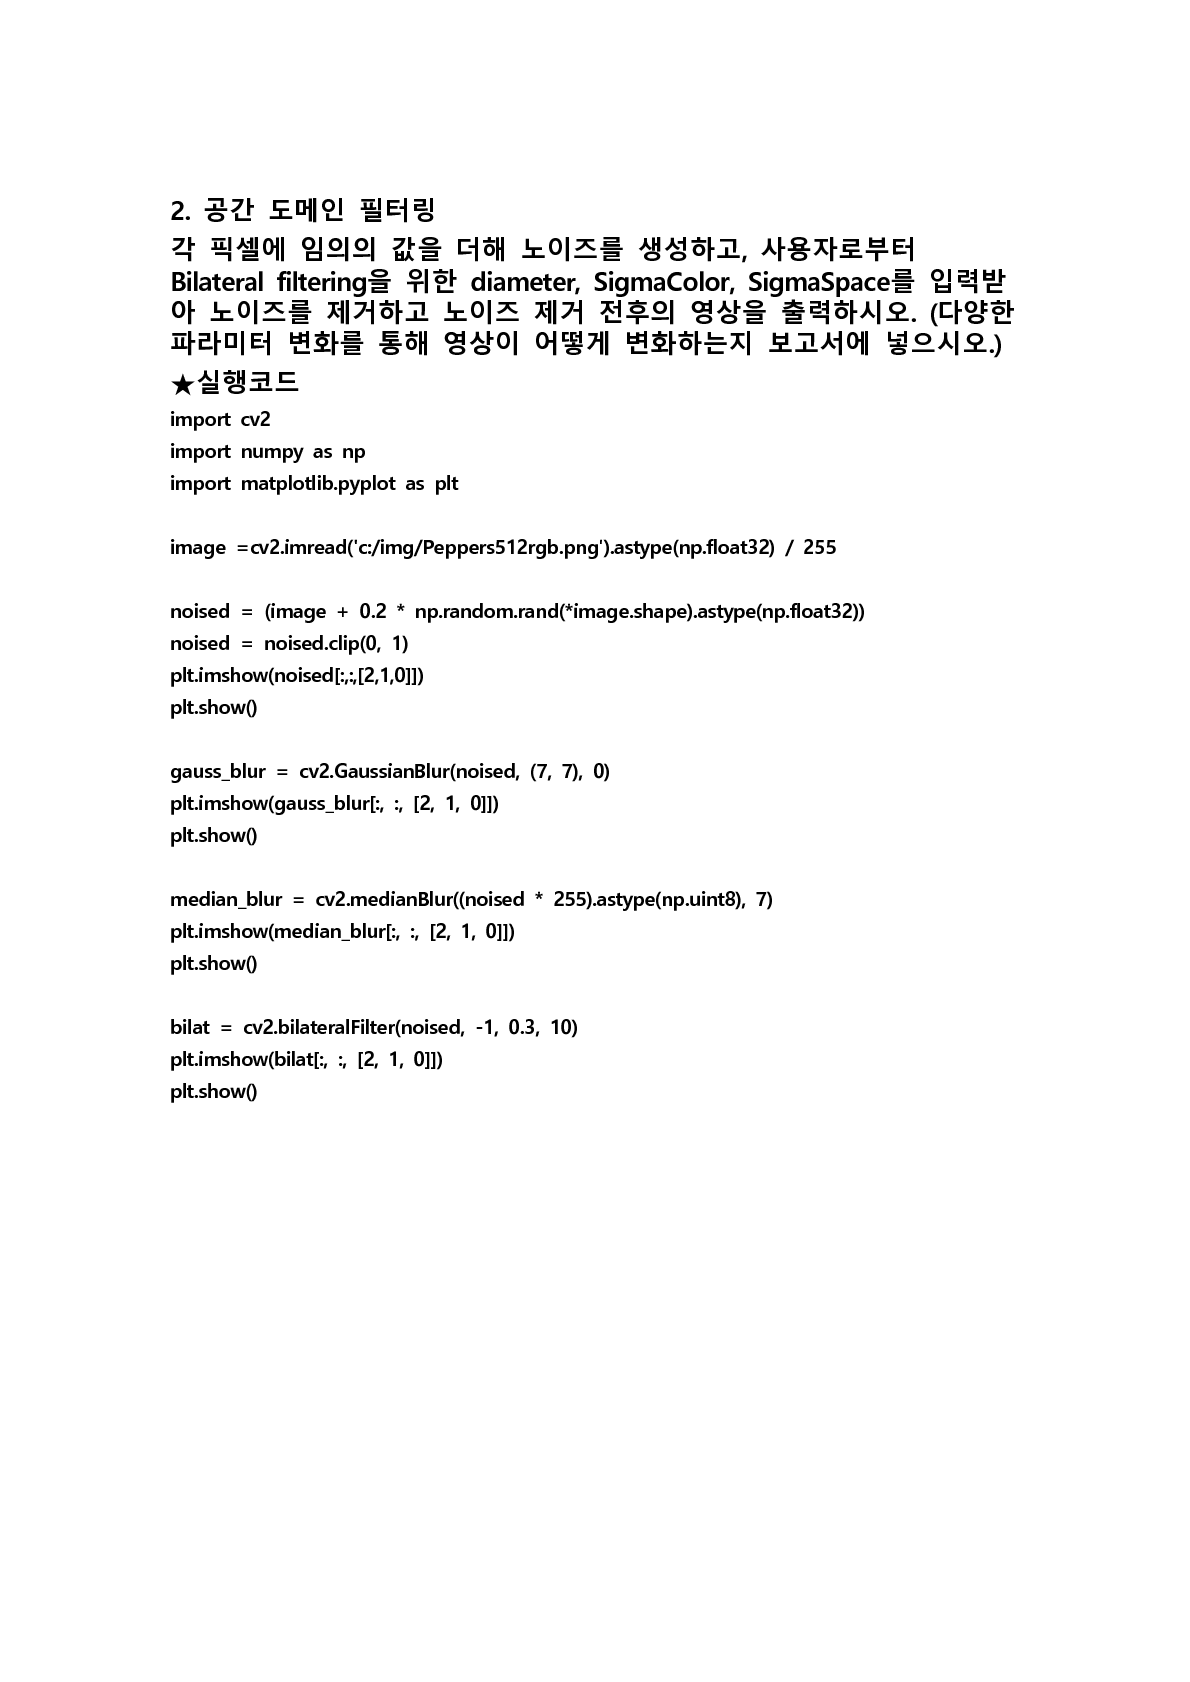 2. 공간 도메인 필터링
각 픽셀에 임의의 값을 더해 노이즈를 생성하고, 사용자로부터
Bilateral filtering을 위한 diameter, SigmaColor, SigmaSpace를 입력받
아 노이즈를 제거하고 노이즈 제거 전후의 영상을 출력하시오. (다양한
파라미터 변화를 통해 영상이 어떻게 변화하는지 보고서에 넣으시오.)
★실행코드
import cv2
import numpy as np
import matplotlib.pyplot as plt
image =cv2.imread('c:/img/Peppers512rgb.png').astype(np.float32) / 255
noised = (image + 0.2 * np.random.rand(*image.shape).astype(np.float32))
noised = noised.clip(0, 1)
plt.imshow(noised[:,:,[2,1,0]])
plt.show()
gauss_blur = cv2.GaussianBlur(noised, (7, 7), 0)
plt.imshow(gauss_blur[:, :, [2, 1, 0]])
plt.show()
median_blur = cv2.medianBlur((noised * 255).astype(np.uint8), 7)
plt.imshow(median_blur[:, :, [2, 1, 0]])
plt.show()
bilat = cv2.bilateralFilter(noised, -1, 0.3, 10)
plt.imshow(bilat[:, :, [2, 1, 0]])
plt.show()